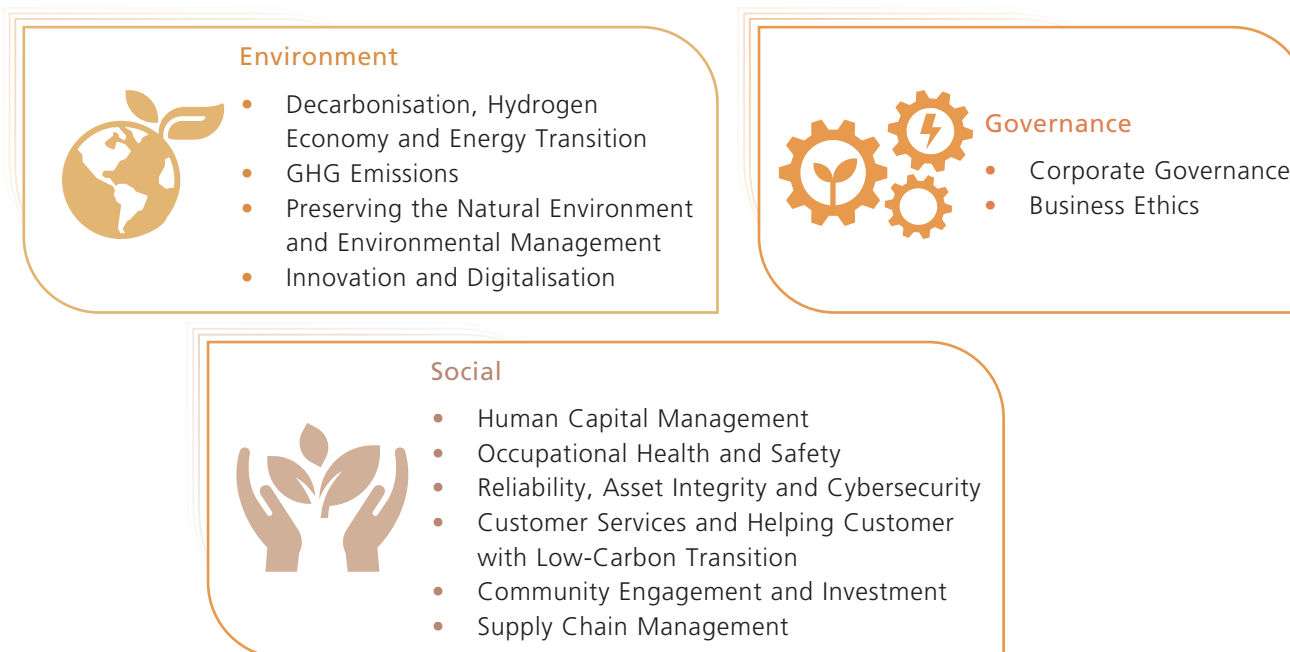 Environment
• Decarbonisation, Hydrogen
Economy and Energy Transition
• GHG Emissions
• Preserving the Natural Environment
and Environmental Management
• Innovation and Digitalisation
Governance
• Corporate Governance
• Business Ethics
Social
• Human Capital Management
• Occupational Health and Safety
• Reliability, Asset Integrity and Cybersecurity
• Customer Services and Helping Customer
with Low-Carbon Transition
• Community Engagement and Investment
• Supply Chain Management